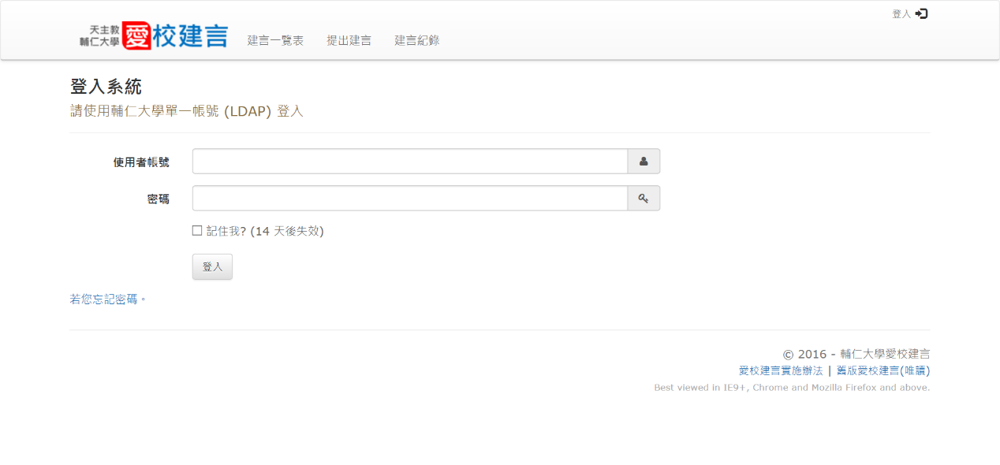 登入
天主教
輔仁大學
愛校建言
建言一覽表 提出建言 建言紀錄
登入系統
請使用輔仁大學單一帳號 (LDAP) 登入
使用者帳號
密碼
記住我? (14 天後失效)
登入
若您忘記密碼。
© 2016 - 輔仁大學愛校建言
愛校建言實施辦法 | 舊版愛校建言(唯讀)
Best viewed in IE9+, Chrome and Mozilla Firefox and above.